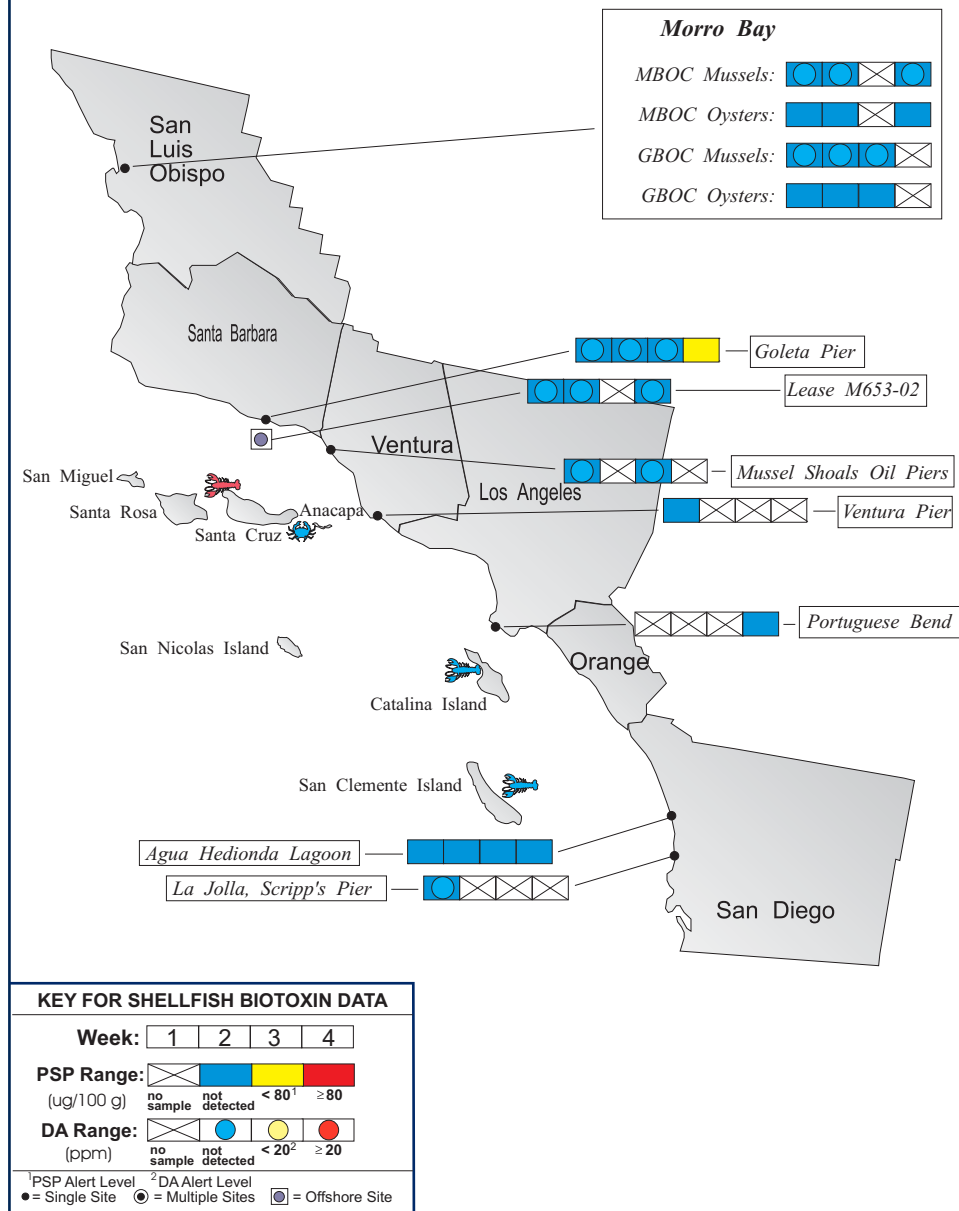 Morro Bay
MBOC Mussels:
MBOC Oysters:
GBOC Mussels:
GBOC Oysters:
San
Luis
Obispo
Santa Barbara
Goleta Pier
Lease M653-02
Ventura
Mussel Shoals Oil Piers
Los Angeles
San Miguel
Santa Rosa
Anacapa
Santa Cruz
Ventura Pier
Portuguese Bend
San Nicolas Island
Orange
Catalina Island
San Clemente Island
Agua Hedionda Lagoon
La Jolla, Scripp's Pier
San Diego
KEY FOR SHELLFISH BIOTOXIN DATA
Week: 1 2 3 4
PSP Range:
(ug/100 g) no sample not detected < 80¹ ≥80
DA Range:
(ppm) no sample not detected < 20² ≥20
¹PSP Alert Level ²DA Alert Level
= Single Site = Multiple Sites = Offshore Site